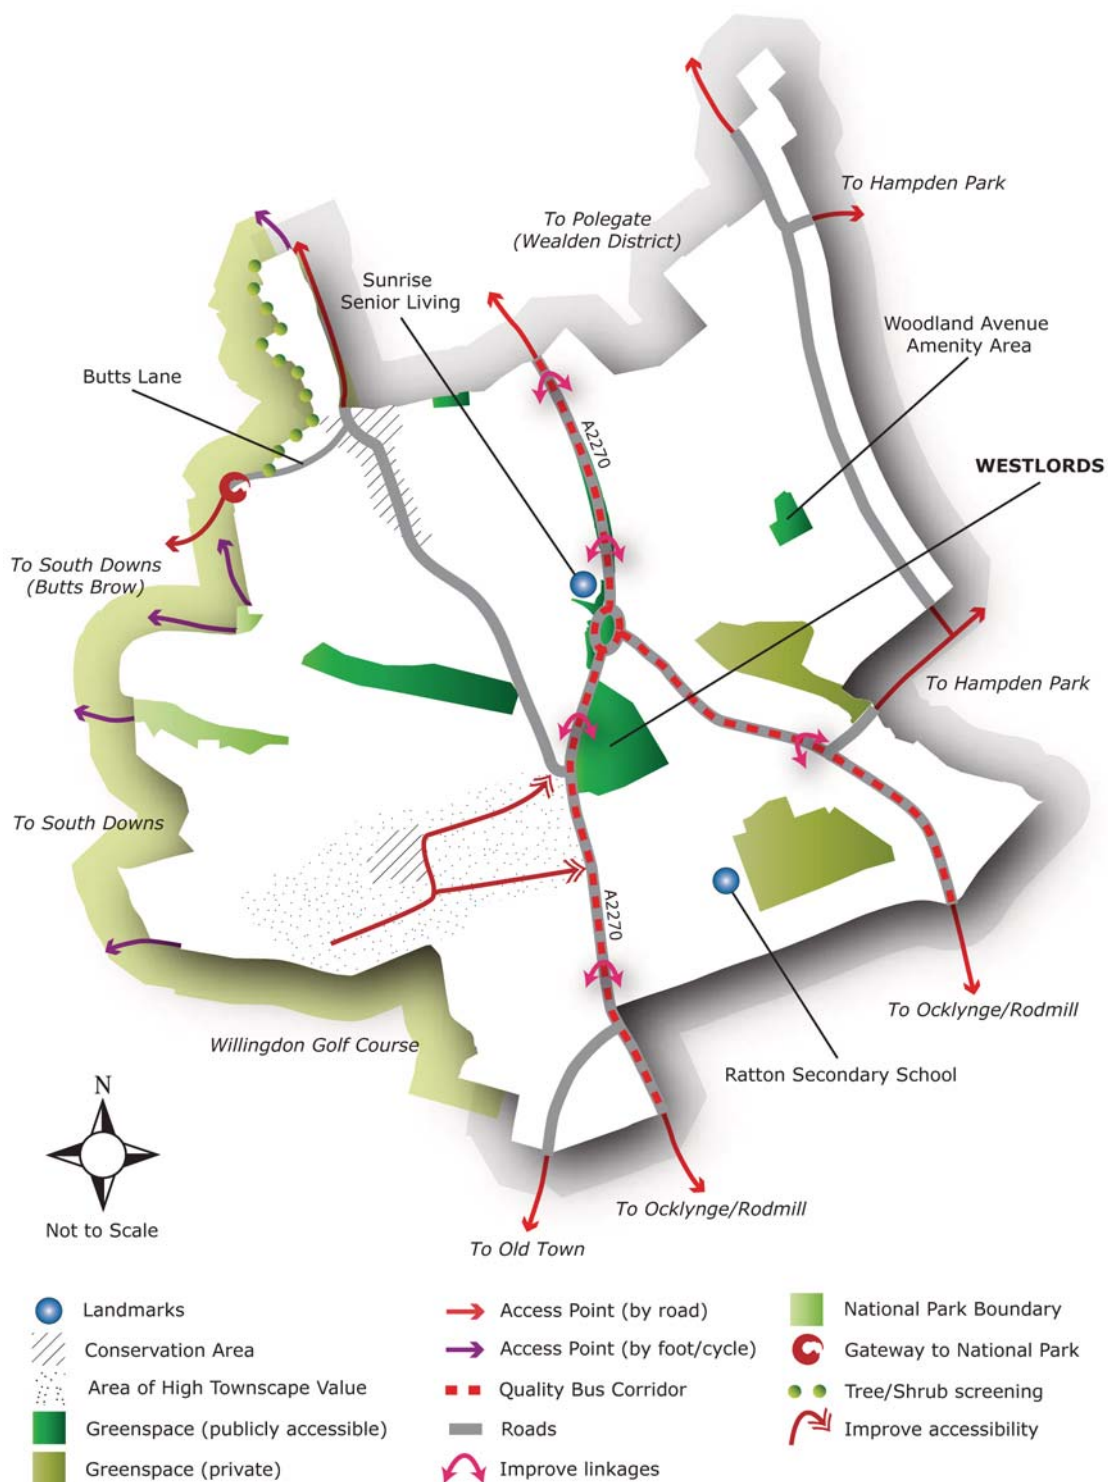 To Hampden Park
To Polegate
(Wealden District)
Sunrise
Senior Living
Woodland Avenue
Amenity Area
Butts Lane
A2270
WESTLORDS
To South Downs
(Butts Brow)
To Hampden Park
To South Downs
A2270
To Ocklynge/Rodmill
Willingdon Golf Course
Ratton Secondary School
N
Not to Scale
To Ocklynge/Rodmill
To Old Town
Landmarks
Conservation Area
Area of High Townscape Value
Greenspace (publicly accessible)
Greenspace (private)
Access Point (by road)
Access Point (by foot/cycle)
Quality Bus Corridor
Roads
Improve linkages
National Park Boundary
Gateway to National Park
Tree/Shrub screening
Improve accessibility